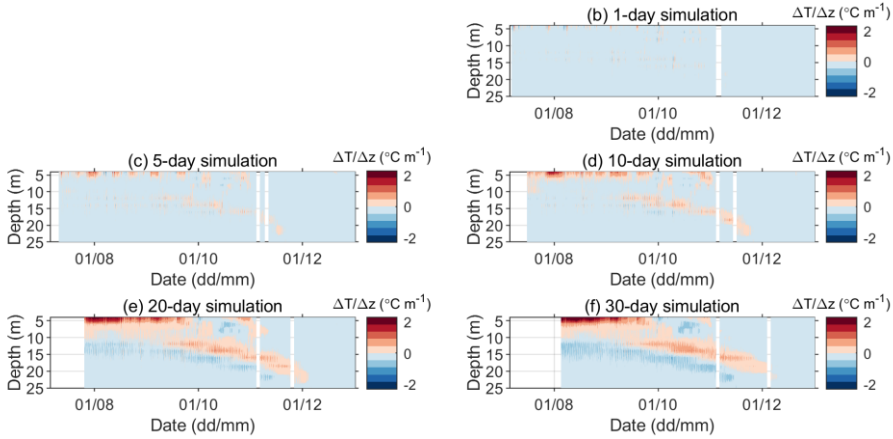 (b) 1-day simulation
ΔT/Δz (°C m⁻¹)
Depth (m)
5
10
15
20
25
2
0
-2
01/08 01/10 01/12
Date (dd/mm)
(c) 5-day simulation
ΔT/Δz (°C m⁻¹)
Depth (m)
5
10
15
20
25
2
0
-2
01/08 01/10 01/12
Date (dd/mm)
(d) 10-day simulation
ΔT/Δz (°C m⁻¹)
Depth (m)
5
10
15
20
25
2
0
-2
01/08 01/10 01/12
Date (dd/mm)
(e) 20-day simulation
ΔT/Δz (°C m⁻¹)
Depth (m)
5
10
15
20
25
2
0
-2
01/08 01/10 01/12
Date (dd/mm)
(f) 30-day simulation
ΔT/Δz (°C m⁻¹)
Depth (m)
5
10
15
20
25
2
0
-2
01/08 01/10 01/12
Date (dd/mm)